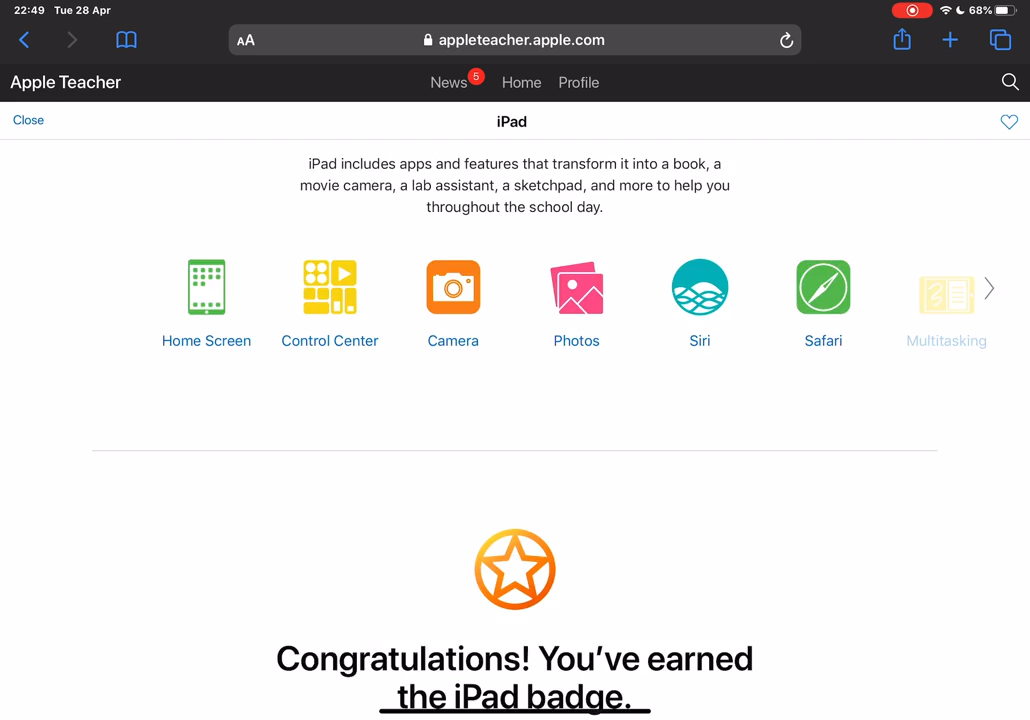 22:49 Tue 28 Apr
68%
AA
appleteacher.apple.com
Apple Teacher
News
5
Home
Profile
Close
iPad
iPad includes apps and features that transform it into a book, a
movie camera, a lab assistant, a sketchpad, and more to help you
throughout the school day.
Home Screen
Control Center
Camera
Photos
Siri
Safari
Multitasking
Congratulations! You’ve earned
the iPad badge.